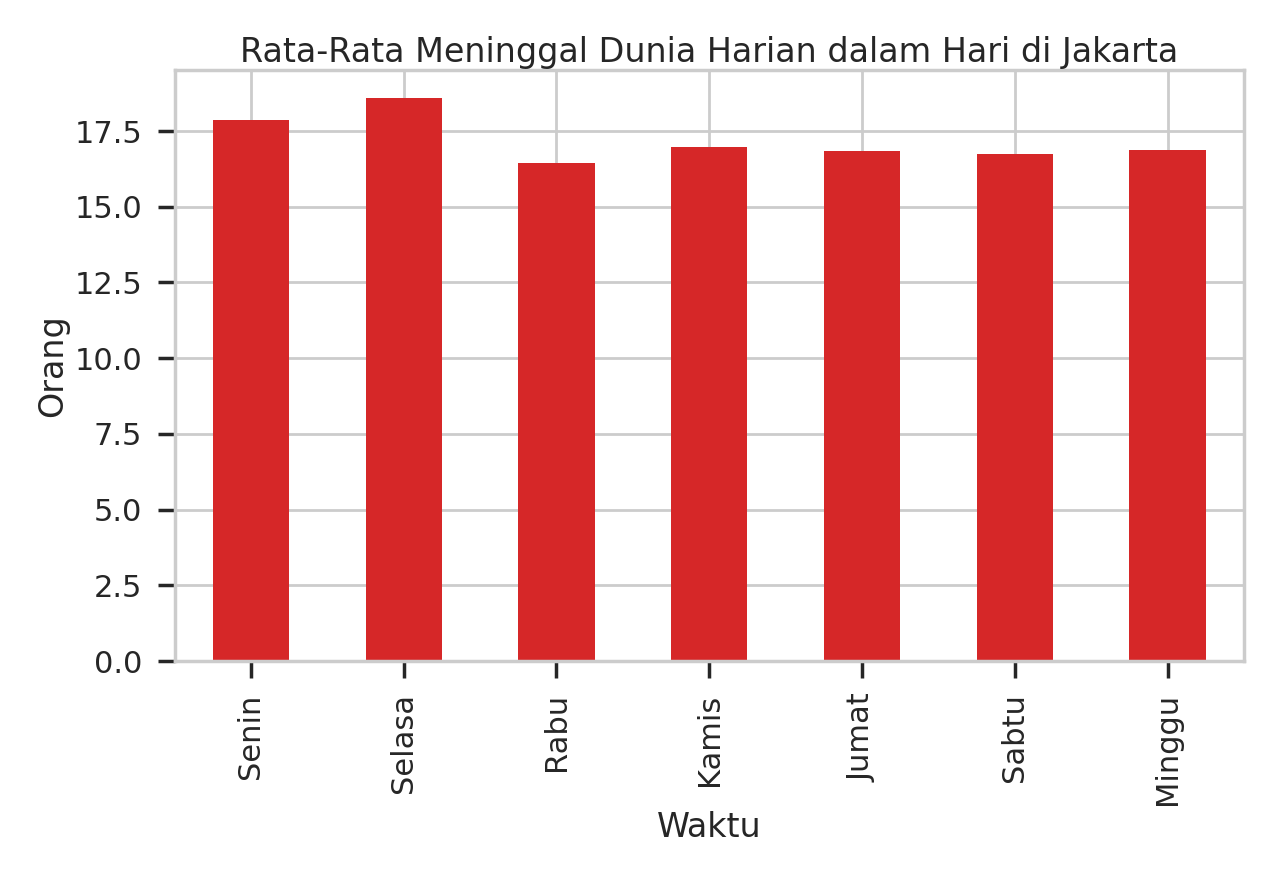 Rata-Rata Meninggal Dunia Harian dalam Hari di Jakarta
17.5
15.0
12.5
10.0
7.5
5.0
2.5
0.0
Orang
Senin
Selasa
Rabu
Kamis
Jumat
Sabtu
Minggu
Waktu